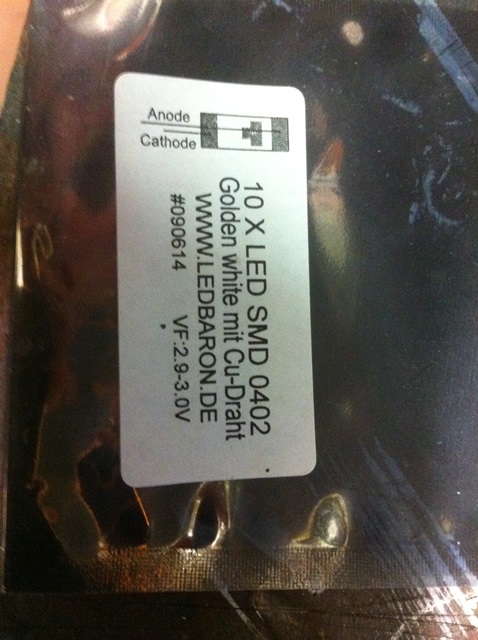 Anode
Cathode
10 X LED SMD 0402
Golden white mit Cu-Draht
WWW.LEDBARON.DE
#090614 VF:2.9-3.0V